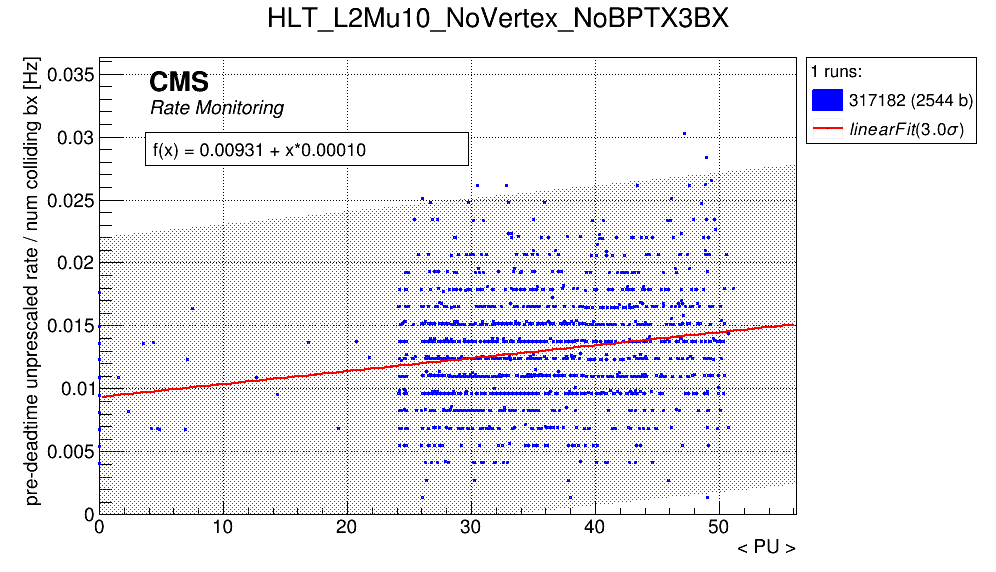 HLT_L2Mu10_NoVertex_NoBPTX3BX
pre-deadtime unprescaled rate / num colliding bx [Hz]
0.035
0.03
0.025
0.02
0.015
0.01
0.005
0
CMS
Rate Monitoring
f(x) = 0.00931 + x*0.00010
1 runs:
317182 (2544 b)
linearFit(3.0σ)
0 10 20 30 40 50
< PU >